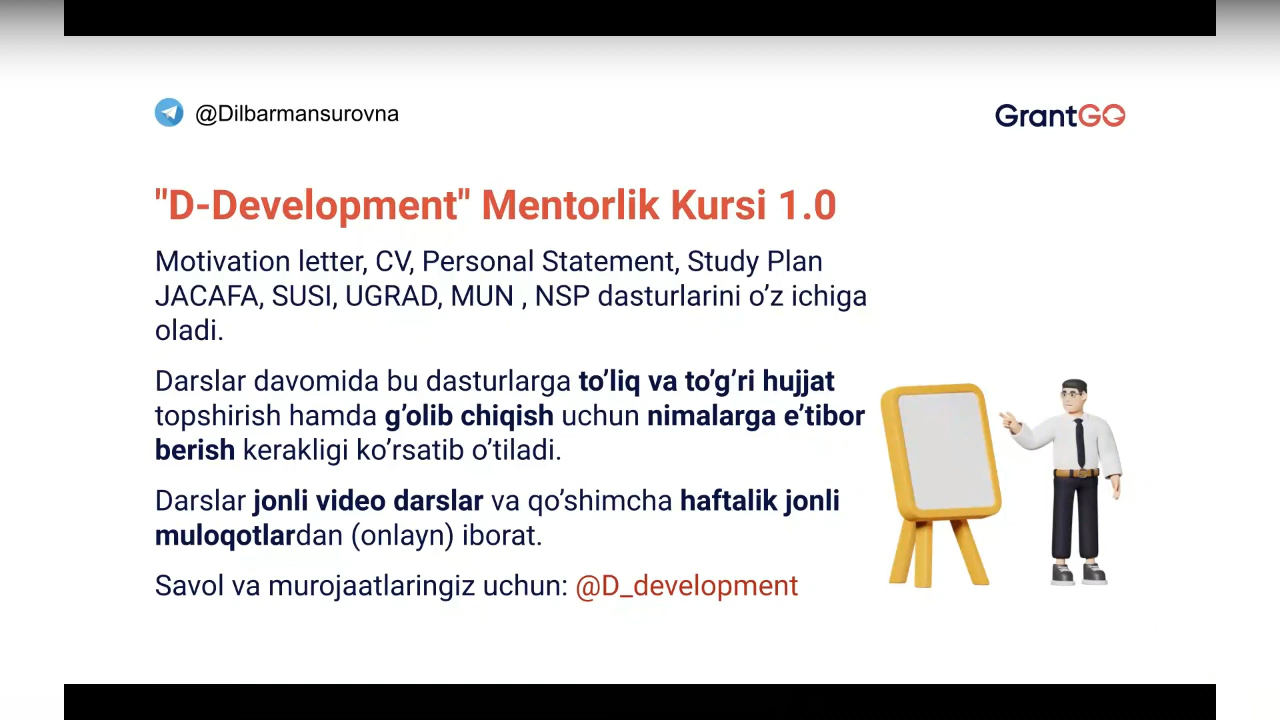 @Dilbarmansurovna
GrantGO
"D-Development" Mentorlik Kursi 1.0
Motivation letter, CV, Personal Statement, Study Plan
JACAFA, SUSI, UGRAD, MUN , NSP dasturlarini o’z ichiga
oladi.
Darslar davomida bu dasturlarga to’liq va to’g’ri hujjat
topshirish hamda g’olib chiqish uchun nimalarga e’tibor
berish kerakligi ko’rsatib o’tiladi.
Darslar jonli video darslar va qo’shimcha haftalik jonli
muloqotlardan (onlayn) iborat.
Savol va murojaatlaringiz uchun: @D_development